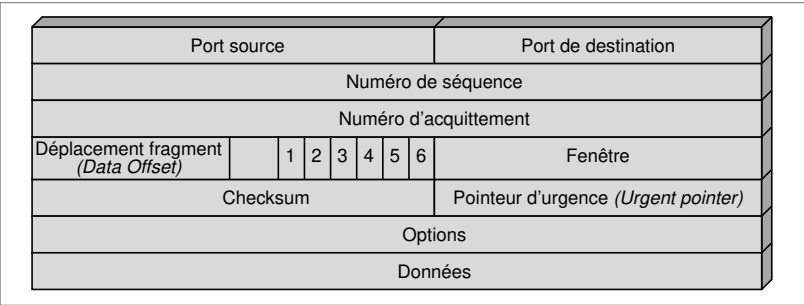 Port source Port de destination
Numéro de séquence
Numéro d'acquittement
Déplacement fragment
(Data Offset)
1 2 3 4 5 6
Fenêtre
Checksum Pointeur d'urgence (Urgent pointer)
Options
Données